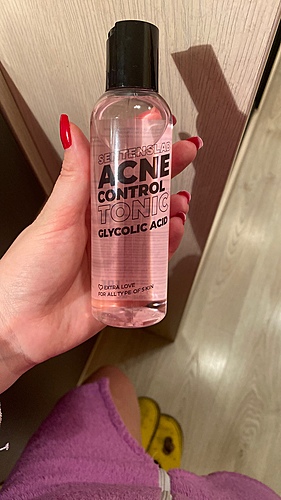 ACNE
CONTROL
TONIC
GLYCOLIC ACID
EXTRA LOVE
FOR ALL TYPE OF SKIN